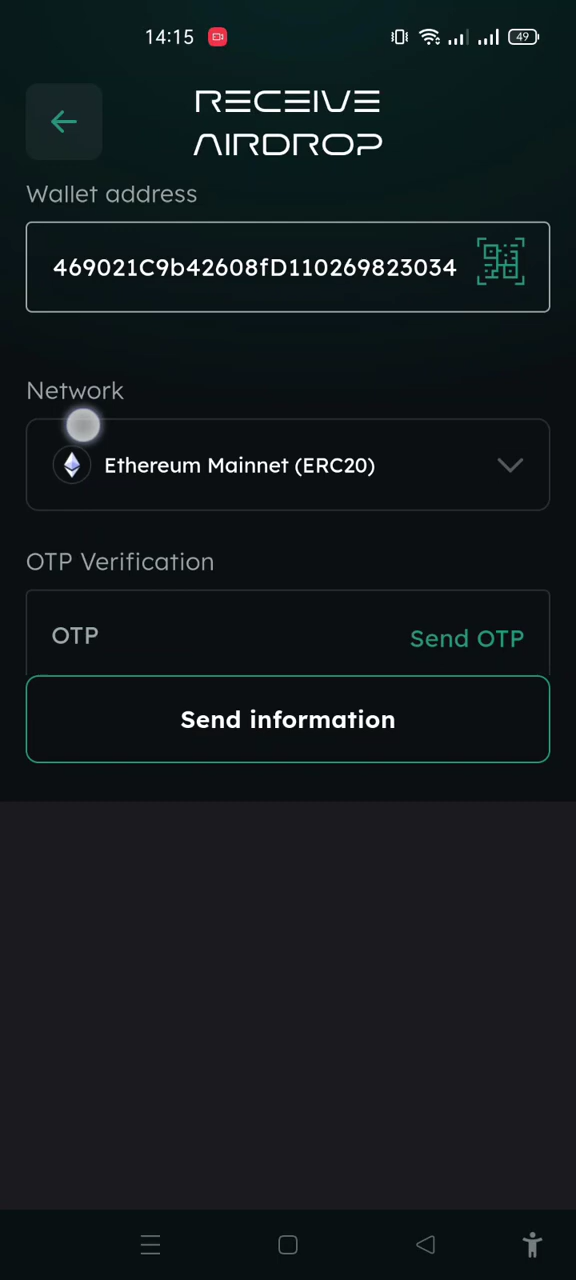 14:15
49
RECEIVE
AIRDROP
Wallet address
469021C9b42608fD110269823034
Network
Ethereum Mainnet (ERC20)
OTP Verification
OTP
Send OTP
Send information